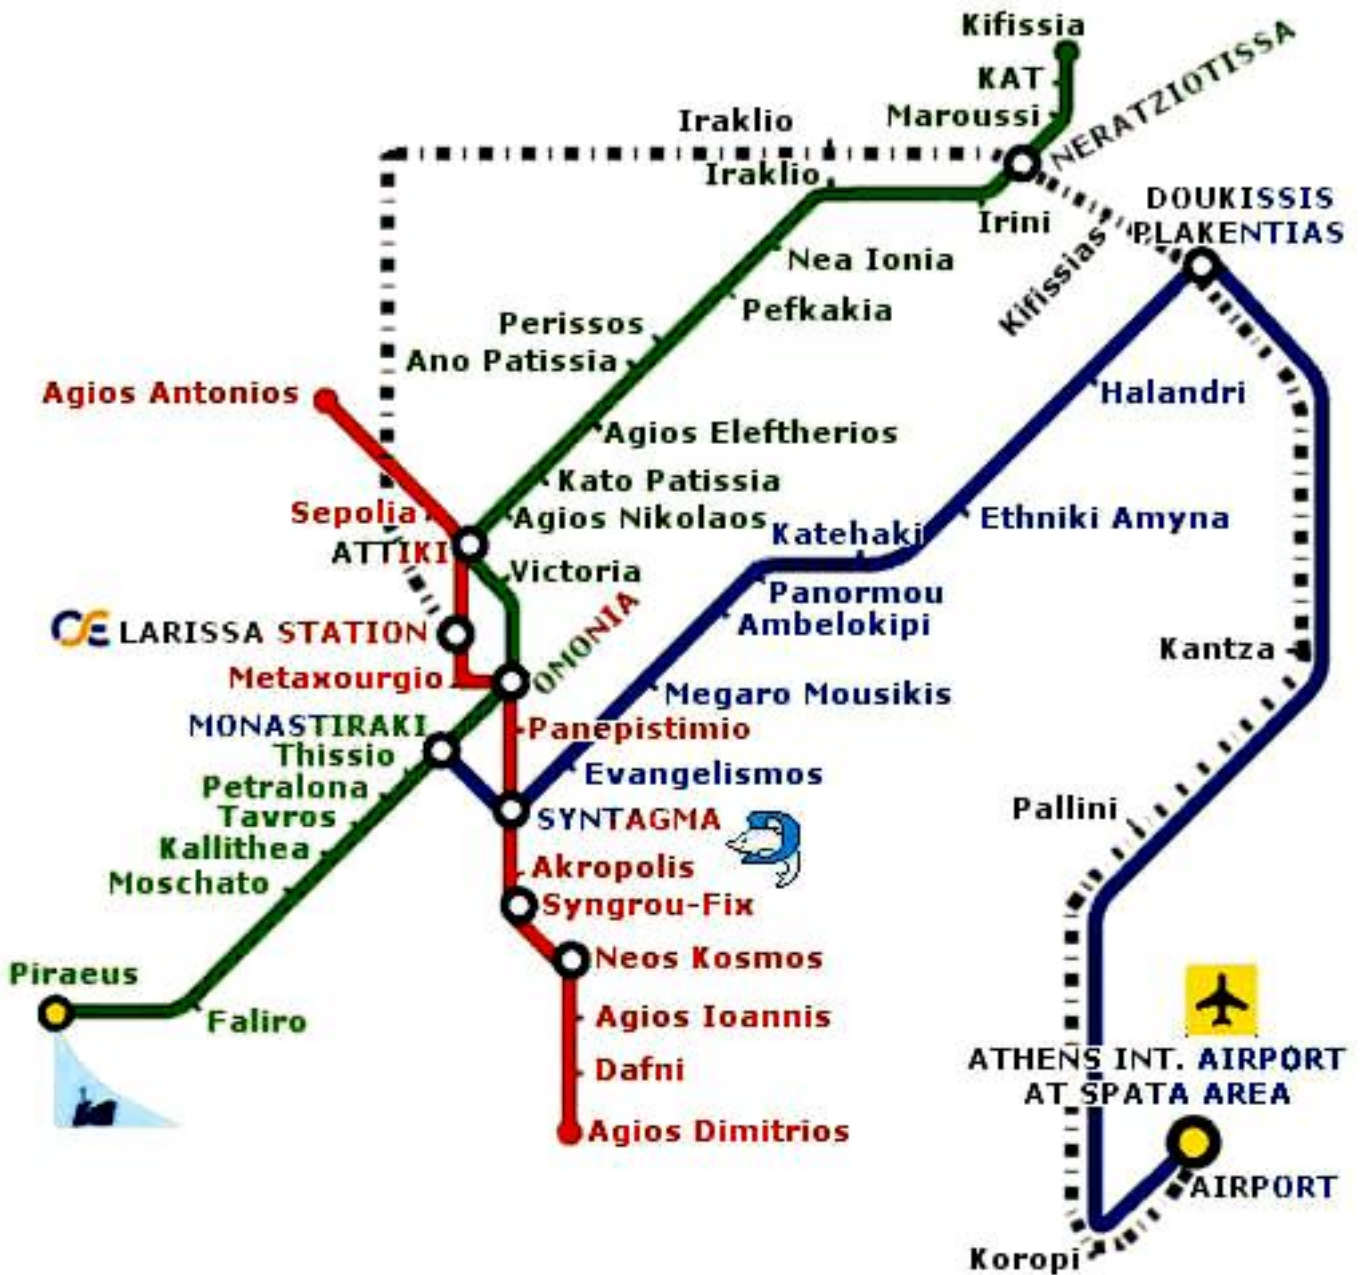 Kifissia
KAT
NERATZIOTISSA
Maroussi
Iraklio
Iraklio
DOUKISSIS
PLAKENTIAS
Irini
Kifissias
Nea Ionia
Pefkakia
Perissos
Ano Patissia
Agios Antonios
Halandri
Agios Eleftherios
Kato Patissia
Sepolia
Agios Nikolaos
Ethniki Amyna
Katehaki
ATTIKI
Victoria
Panormou
Ambelokipi
LARISSA STATION
OMONIA
Kantza
Metaxourgio
Megaro Mousikis
MONASTIRAKI
Panepistimio
Thissio
Evangelismos
Petralona
Tavros
SYNTAGMA
Pallini
Kallithea
Akropolis
Moschato
Syngrou-Fix
Neos Kosmos
Piraeus
Faliro
Agios Ioannis
ATHENS INT. AIRPORT
AT SPATA AREA
Dafni
Agios Dimitrios
AIRPORT
Koropi